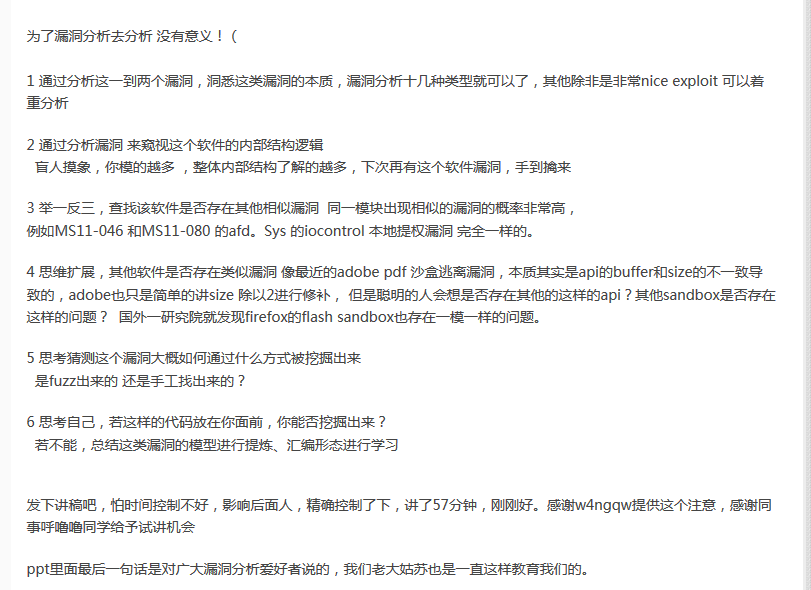 为了漏洞分析去分析 没有意义！（
1 通过分析这一到两个漏洞，洞悉这类漏洞的本质，漏洞分析十几种类型就可以了，其他除非是非常nice exploit 可以着
重分析
2 通过分析漏洞 来窥视这个软件的内部结构逻辑
盲人摸象，你模的越多 ，整体内部结构了解的越多，下次再有这个软件漏洞，手到擒来
3 举一反三，查找该软件是否存在其他相似漏洞 同一模块出现相似的漏洞的概率非常高，
例如MS11-046 和MS11-080 的afd。Sys 的iocontrol 本地提权漏洞 完全一样的。
4 思维扩展，其他软件是否存在类似漏洞 像最近的adobe pdf 沙盒逃离漏洞，本质其实是api的buffer和size的不一致导
致的，adobe也只是简单的讲size 除以2进行修补， 但是聪明的人会想是否存在其他的这样的api？其他sandbox是否存在
这样的问题？ 国外一研究院就发现firefox的flash sandbox也存在一模一样的问题。
5 思考猜测这个漏洞大概如何通过什么方式被挖掘出来
是fuzz出来的 还是手工找出来的？
6 思考自己，若这样的代码放在你面前，你能否挖掘出来？
若不能，总结这类漏洞的模型进行提炼、汇编形态进行学习
发下讲稿吧，怕时间控制不好，影响后面人，精确控制了下，讲了57分钟，刚刚好。感谢w4ngqw提供这个注意，感谢同
事呼噜噜同学给予试讲机会
ppt里面最后一句话是对广大漏洞分析爱好者说的，我们老大姑苏也是一直这样教育我们的。